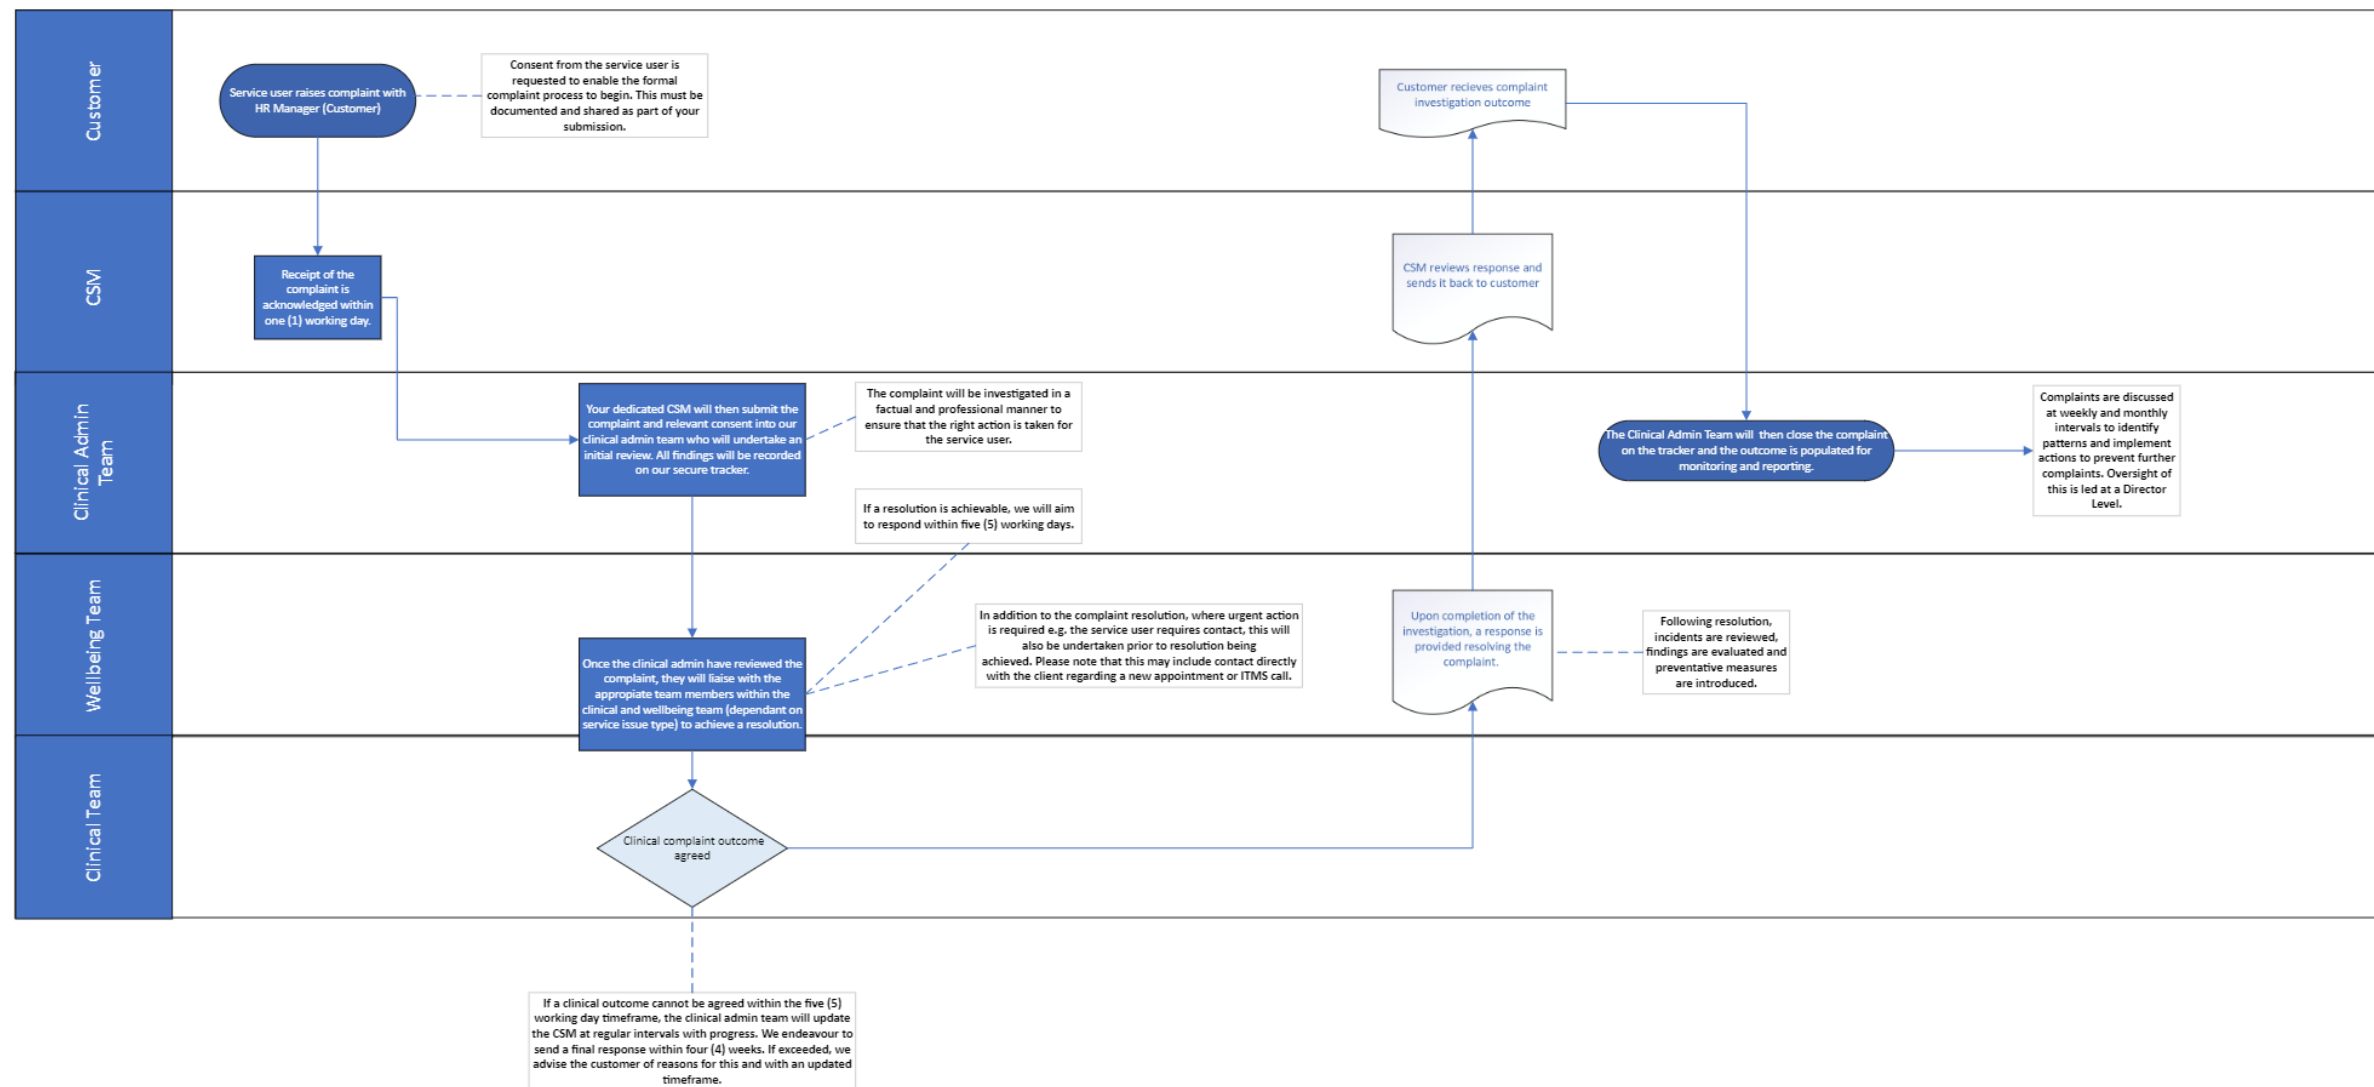 Customer
Service user raises complaint with
HR Manager (Customer)
Consent from the service user is
requested to enable the formal
complaint process to begin. This must be
documented and shared as part of your
submission.
Customer recieves complaint
investigation outcome
CSM
Receipt of the
complaint is
acknowledged within
one (1) working day.
CSM reviews response and
sends it back to customer
Clinical Admin
Team
Your dedicated CSM will then submit the
complaint and relevant consent into our
clinical admin team who will undertake an
initial review. All findings will be recorded
on our secure tracker.
The complaint will be investigated in a
factual and professional manner to
ensure that the right action is taken for
the service user.
If a resolution is achievable, we will aim
to respond within five (5) working days.
The Clinical Admin Team will then close the complaint
on the tracker and the outcome is populated for
monitoring and reporting.
Complaints are discussed
at weekly and monthly
intervals to identify
patterns and implement
actions to prevent further
complaints. Oversight of
this is led at a Director
Level.
Wellbeing Team
Once the clinical admin have reviewed the
complaint, they will liaise with the
appropiate team members within the
clinical and wellbeing team (dependant on
service issue type) to achieve a resolution.
In addition to the complaint resolution, where urgent action
is required e.g. the service user requires contact, this will
also be undertaken prior to resolution being
achieved. Please note that this may include contact directly
with the client regarding a new appointment or ITMS call.
Upon completion of the
investigation, a response is
provided resolving the
complaint.
Following resolution,
incidents are reviewed,
findings are evaluated and
preventative measures
are introduced.
Clinical Team
Clinical complaint outcome
agreed
If a clinical outcome cannot be agreed within the five (5)
working day timeframe, the clinical admin team will update
the CSM at regular intervals with progress. We endeavour to
send a final response within four (4) weeks. If exceeded, we
advise the customer of reasons for this and with an updated
timeframe.